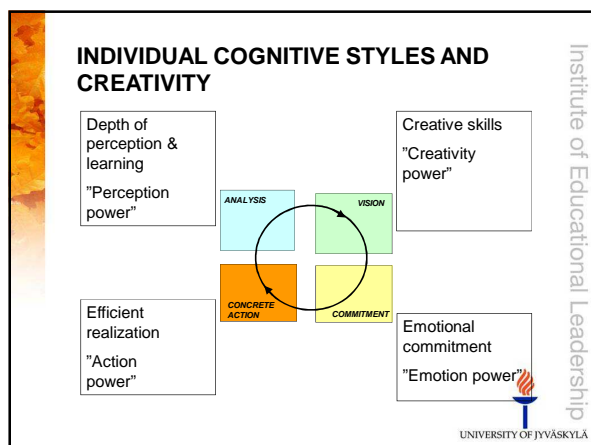 INDIVIDUAL COGNITIVE STYLES AND
CREATIVITY
Depth of
perception &
learning
”Perception
power”
Creative skills
”Creativity
power”
ANALYSIS
VISION
CONCRETE
ACTION
COMMITMENT
Efficient
realization
”Action
power”
Emotional
commitment
”Emotion power”
Institute of Educational Leadership
UNIVERSITY OF JYVÄSKYLÄ